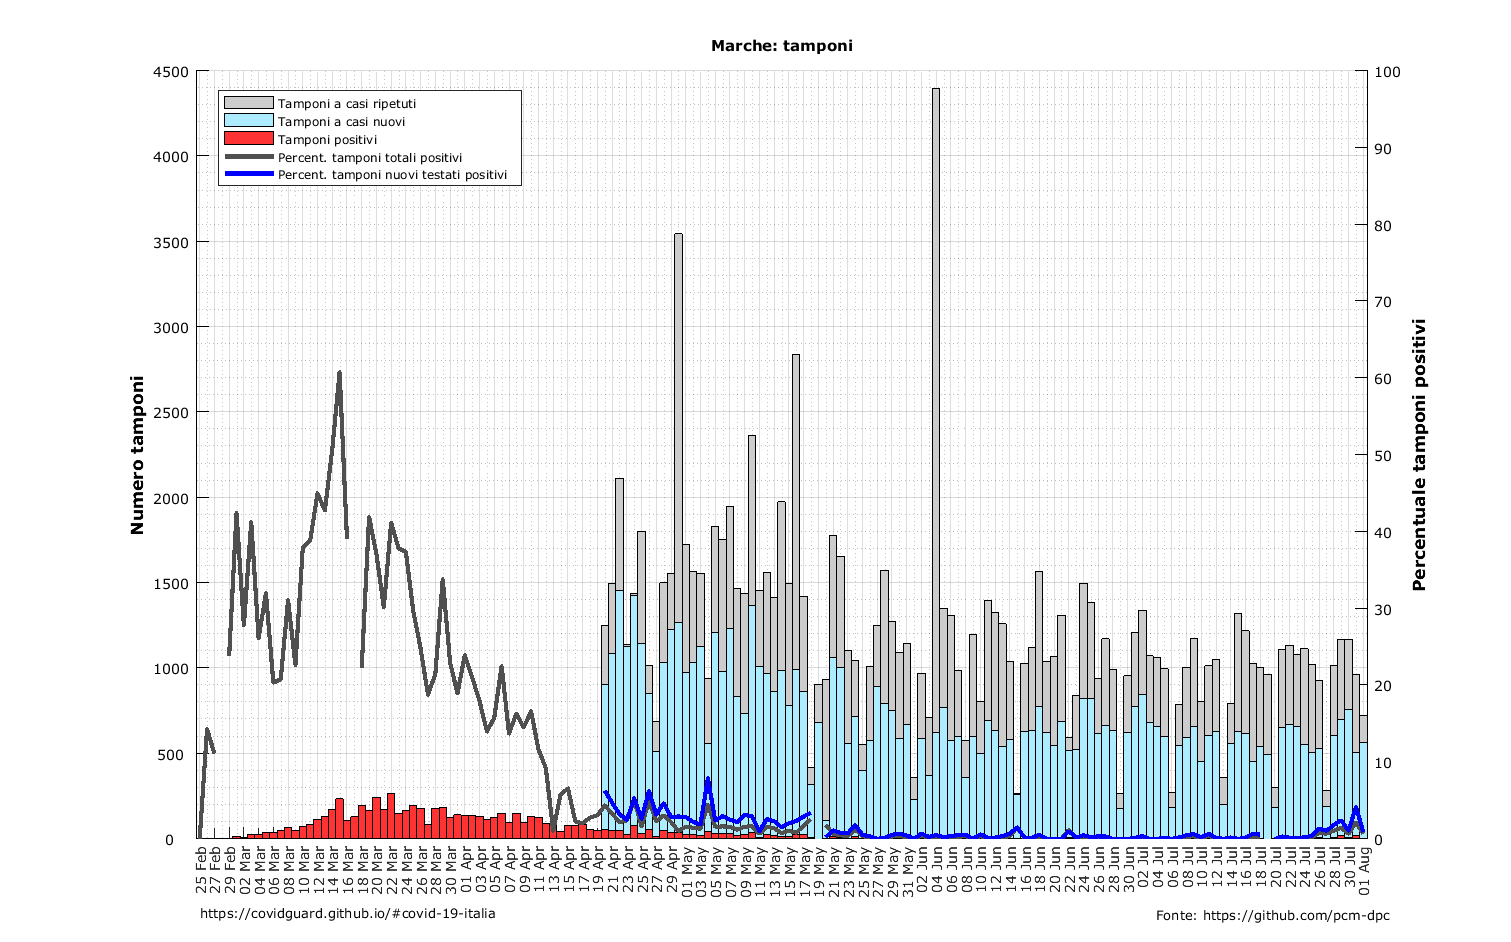 Marche: tamponi
4500
4000
3500
3000
2500
2000
1500
1000
500
0
100
90
80
70
60
50
40
30
20
10
0
Tamponi a casi ripetuti
Tamponi a casi nuovi
Tamponi positivi
Percent. tamponi totali positivi
Percent. tamponi nuovi testati positivi
Numero tamponi
Percentuale tamponi positivi
25 Feb
27 Feb
29 Feb
02 Mar
04 Mar
06 Mar
08 Mar
10 Mar
12 Mar
14 Mar
16 Mar
18 Mar
20 Mar
22 Mar
24 Mar
26 Mar
28 Mar
30 Mar
01 Apr
03 Apr
05 Apr
07 Apr
09 Apr
11 Apr
13 Apr
15 Apr
17 Apr
19 Apr
21 Apr
23 Apr
25 Apr
27 Apr
29 Apr
01 May
03 May
05 May
07 May
09 May
11 May
13 May
15 May
17 May
19 May
21 May
23 May
25 May
27 May
29 May
31 May
02 Jun
04 Jun
06 Jun
08 Jun
10 Jun
12 Jun
14 Jun
16 Jun
18 Jun
20 Jun
22 Jun
24 Jun
26 Jun
28 Jun
30 Jun
02 Jul
04 Jul
06 Jul
08 Jul
10 Jul
12 Jul
14 Jul
16 Jul
18 Jul
20 Jul
22 Jul
24 Jul
26 Jul
28 Jul
30 Jul
01 Aug
https://covidguard.github.io/#covid-19-italia
Fonte: https://github.com/pcm-dpc